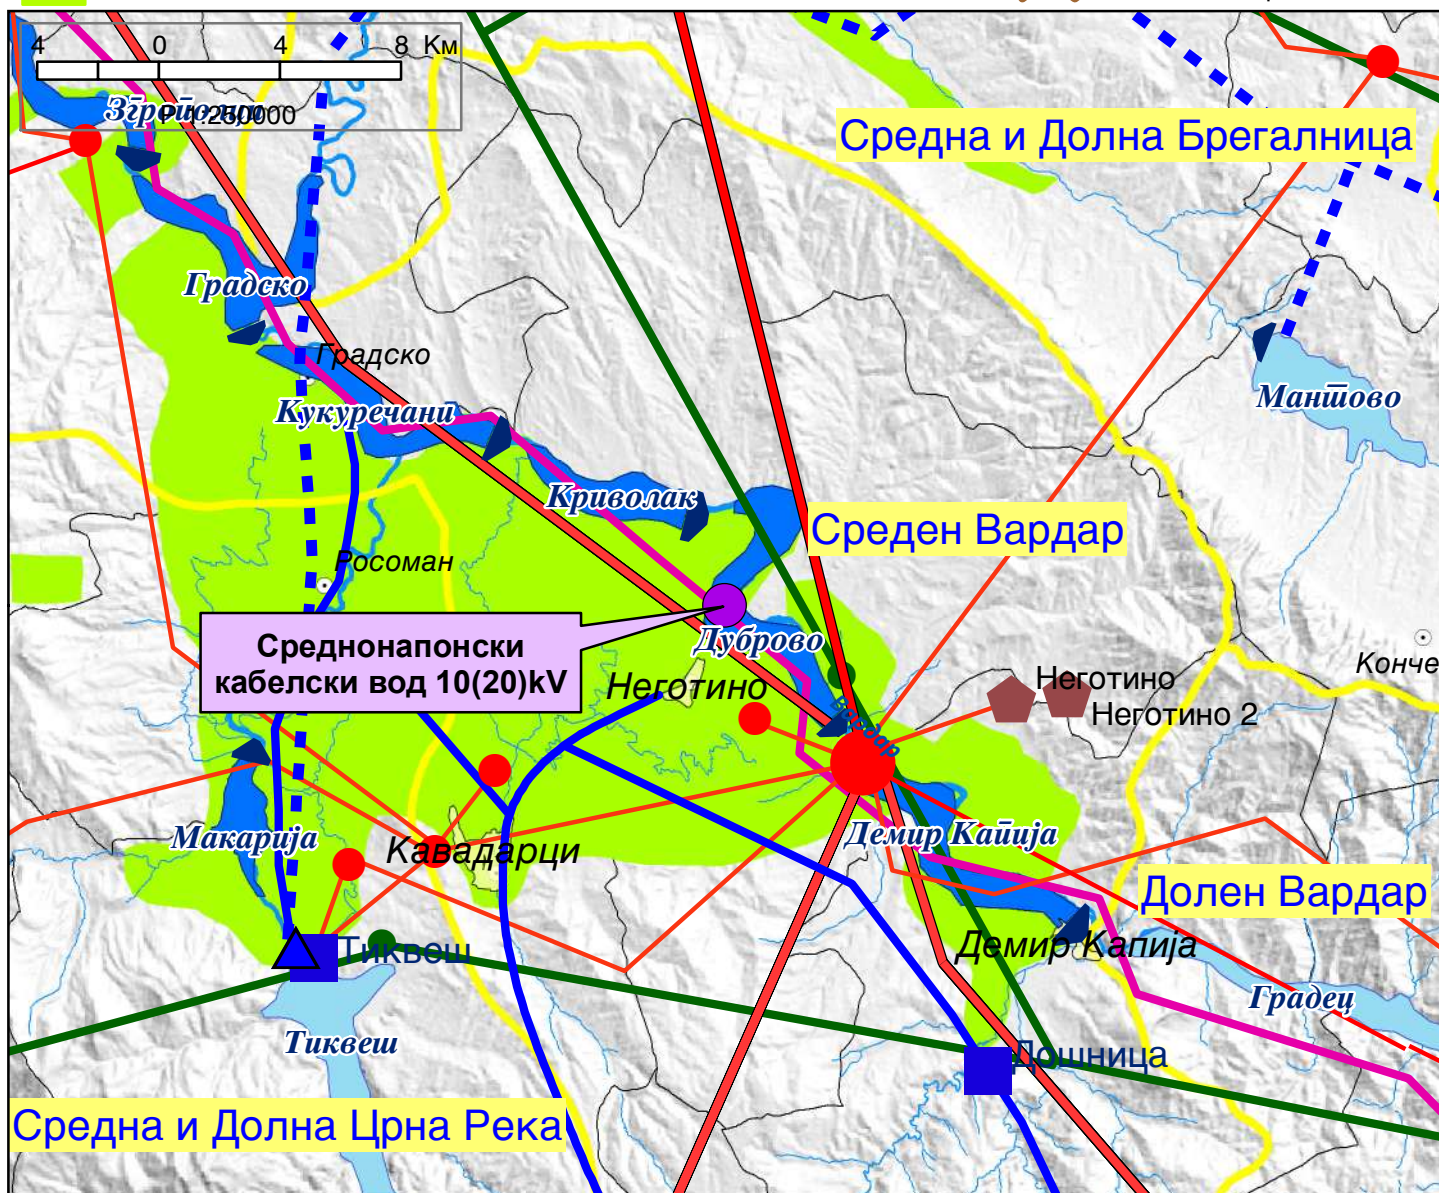 4 0 4 8 Км
Р 1:250000
Згрополци
Средна и Долна Брегалница
Градско
Градско
Мантово
Кукуречани
Криволак
Среден Вардар
Росоман
Среднонапонски
кабелски вод 10(20)kV
Дуброво
Конче
Неготино
Неготино
Неготино 2
Вардар
Макарија
Кавадарци
Демир Капија
Долен Вардар
Тиквеш
Демир Капија
Градец
Тиквеш
Дошница
Средна и Долна Црна Река